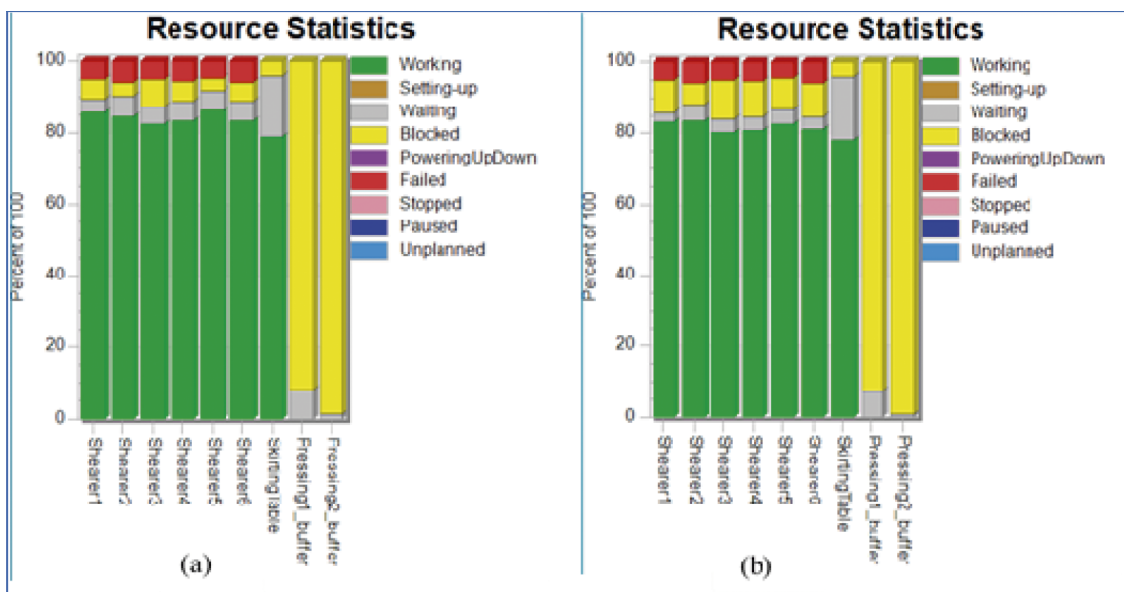 Resource Statistics
100
80
60
40
20
0
Percent of 100
Working
Setting-up
Waiting
Blocked
PoweringUpDown
Failed
Stopped
Paused
Unplanned
Shearer1
Shearer2
Shearer3
Shearer4
Shearer5
Shearer6
SkirtingTable
Pressing1_buffer
Pressing2_buffer
(a)
Resource Statistics
100
80
60
40
20
0
Percent of 100
Working
Setting-up
Waiting
Blocked
PoweringUpDown
Failed
Stopped
Paused
Unplanned
Shearer1
Shearer2
Shearer3
Shearer4
Shearer5
Shearer6
SkirtingTable
Pressing1_buffer
Pressing2_buffer
(b)